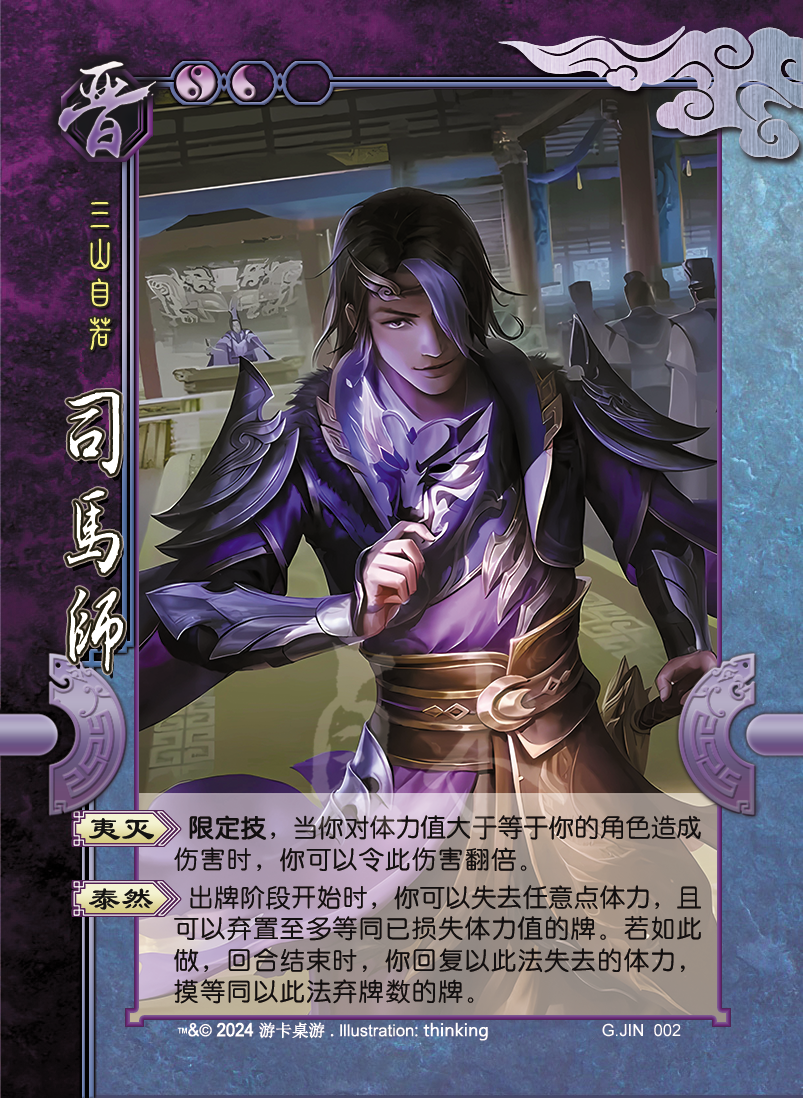 晋
三山自若
司馬師
夷灭 限定技，当你对体力值大于等于你的角色造成
伤害时，你可以令此伤害翻倍。
泰然 出牌阶段开始时，你可以失去任意点体力，且
可以弃置至多等同已损失体力值的牌。若如此
做，回合结束时，你回复以此法失去的体力，
摸等同以此法弃牌数的牌。
™&© 2024 游卡桌游 . Illustration: thinking
G.JIN 002